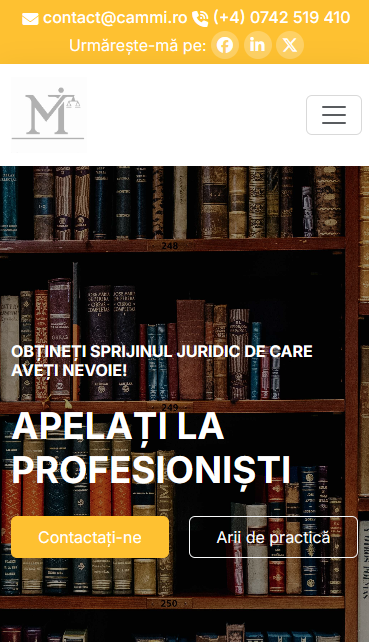 contact@cammi.ro (+4) 0742 519 410
Urmărește-mă pe:
M
248
OBȚINEȚI SPRIJINUL JURIDIC DE CARE
AVEȚI NEVOIE!
249
APELAȚI LA
PROFESIONIȘTI
Contactați-ne Arii de practică
250